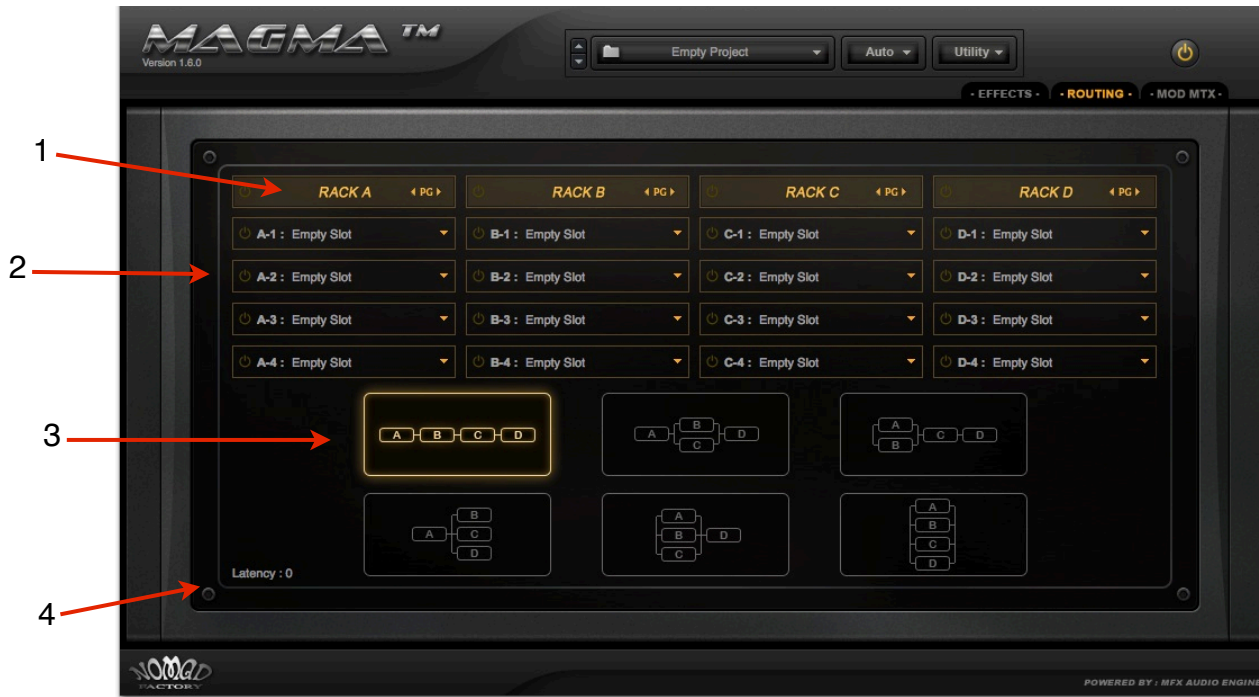 MAGMA TM
Version 1.6.0
Empty Project
Auto
Utility
- EFFECTS -
- ROUTING -
- MOD MTX -
1
RACK A PG
RACK B PG
RACK C PG
RACK D PG
A-1 : Empty Slot
B-1 : Empty Slot
C-1 : Empty Slot
D-1 : Empty Slot
2
A-2 : Empty Slot
B-2 : Empty Slot
C-2 : Empty Slot
D-2 : Empty Slot
A-3 : Empty Slot
B-3 : Empty Slot
C-3 : Empty Slot
D-3 : Empty Slot
A-4 : Empty Slot
B-4 : Empty Slot
C-4 : Empty Slot
D-4 : Empty Slot
3
A B C D
A B C D
A B C D
A B C D
A B C D
A B C D
Latency : 0
4
NOMAD
FACTORY
POWERED BY : MFX AUDIO ENGINE